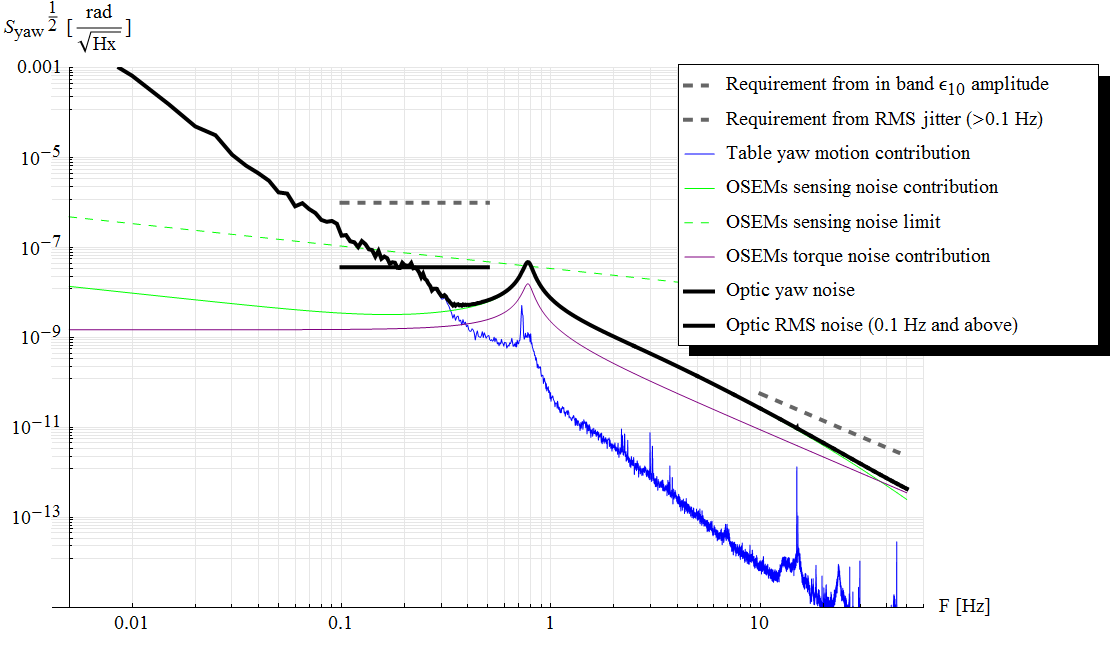 S_yaw^(1/2) [rad/√Hx]
0.001
10^-5
10^-7
10^-9
10^-11
10^-13
0.01 0.1 1 10
F [Hz]
Requirement from in band ϵ_10 amplitude
Requirement from RMS jitter (>0.1 Hz)
Table yaw motion contribution
OSEMs sensing noise contribution
OSEMs sensing noise limit
OSEMs torque noise contribution
Optic yaw noise
Optic RMS noise (0.1 Hz and above)